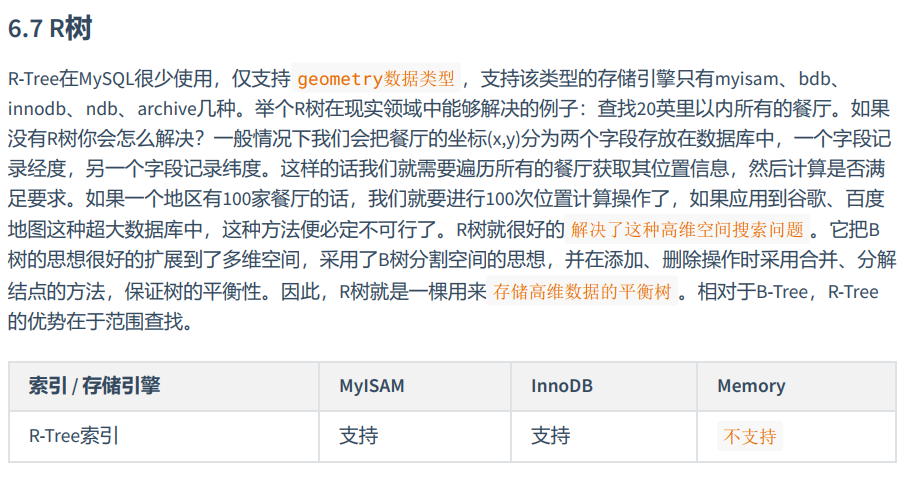 6.7 R树
R-Tree在MySQL很少使用，仅支持 geometry数据类型 ，支持该类型的存储引擎只有myisam、bdb、
innodb、ndb、archive几种。举个R树在现实领域中能够解决的例子：查找20英里以内所有的餐厅。如果
没有R树你会怎么解决？一般情况下我们会把餐厅的坐标(x,y)分为两个字段存放在数据库中，一个字段记
录经度，另一个字段记录纬度。这样的话我们就需要遍历所有的餐厅获取其位置信息，然后计算是否满
足要求。如果一个地区有100家餐厅的话，我们就要进行100次位置计算操作了，如果应用到谷歌、百度
地图这种超大数据库中，这种方法便必定不可行了。R树就很好的 解决了这种高维空间搜索问题 。它把B
树的思想很好的扩展到了多维空间，采用了B树分割空间的思想，并在添加、删除操作时采用合并、分解
结点的方法，保证树的平衡性。因此，R树就是一棵用来 存储高维数据的平衡树 。相对于B-Tree，R-Tree
的优势在于范围查找。
索引 / 存储引擎 MyISAM InnoDB Memory
R-Tree索引 支持 支持 不支持